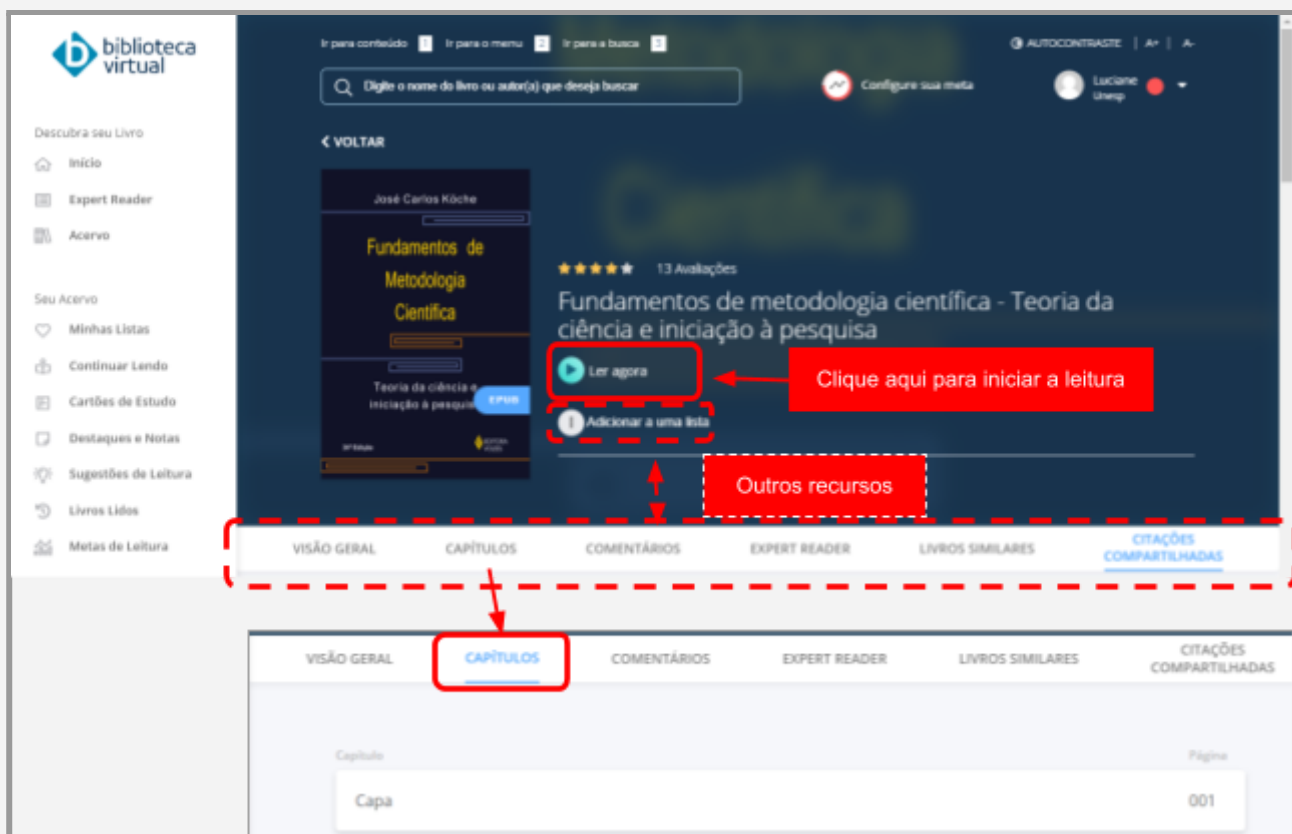 biblioteca
virtual
Ir para conteúdo 1 Ir para o menu 2 Ir para a busca 3
AUTOCONTRASTE | A+ | A-
Digite o nome do livro ou autor(a) que deseja buscar
Configure sua meta
Luciane
Unesp
Descubra seu Livro
Início
Expert Reader
Acervo
Seu Acervo
Minhas Listas
Continuar Lendo
Cartões de Estudo
Destaques e Notas
Sugestões de Leitura
Livros Lidos
Metas de Leitura
VOLTAR
Metodologia
Científica
José Carlos Köche
Fundamentos de
Metodologia
Científica
Teoria da ciência e
iniciação à pesquis
EPUB
EDITORA
VOZES
13 Avaliações
Fundamentos de metodologia científica - Teoria da
ciência e iniciação à pesquisa
Ler agora
Clique aqui para iniciar a leitura
Adicionar a uma lista
Outros recursos
VISÃO GERAL
CAPÍTULOS
COMENTÁRIOS
EXPERT READER
LIVROS SIMILARES
CITAÇÕES
COMPARTILHADAS
VISÃO GERAL
CAPÍTULOS
COMENTÁRIOS
EXPERT READER
LIVROS SIMILARES
CITAÇÕES
COMPARTILHADAS
Capítulo
Página
Capa
001